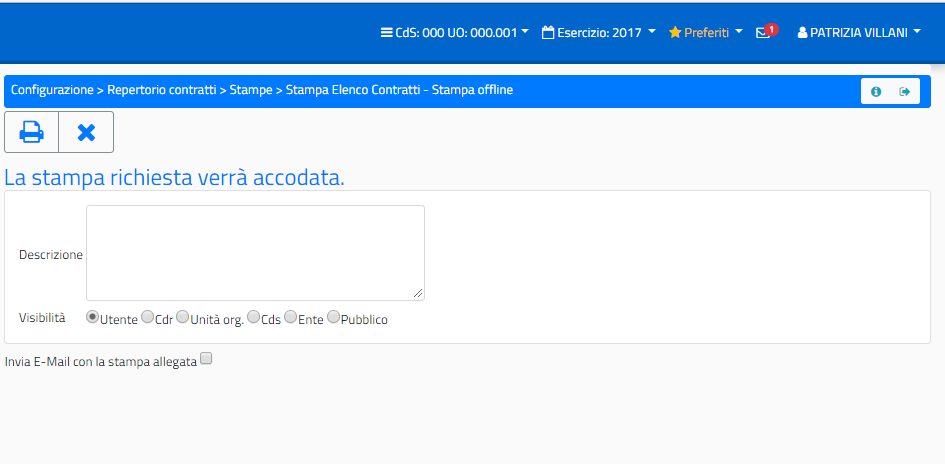 CdS: 000 UO: 000.001 Esercizio: 2017 Preferiti 1 PATRIZIA VILLANI
Configurazione > Repertorio contratti > Stampe > Stampa Elenco Contratti - Stampa offline
La stampa richiesta verrà accodata.
Descrizione
Visibilità Utente Cdr Unità org. Cds Ente Pubblico
Invia E-Mail con la stampa allegata